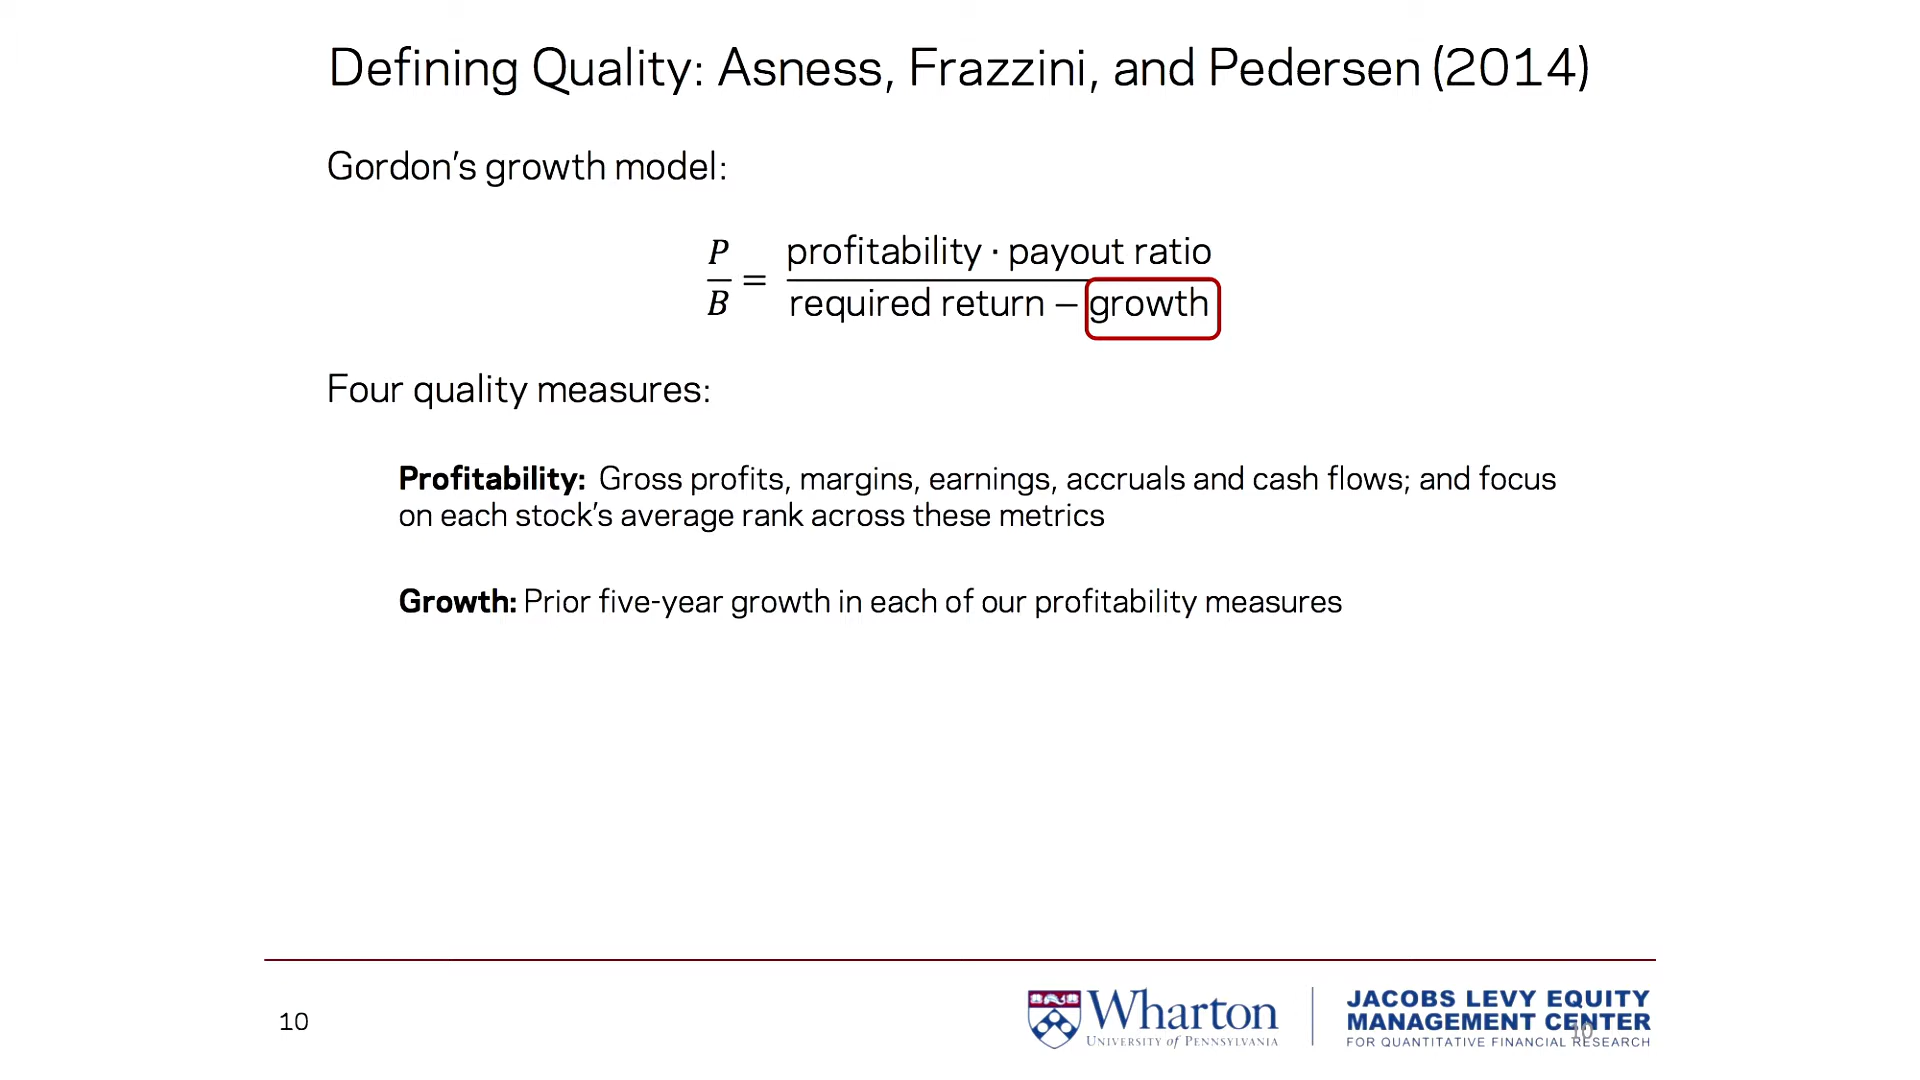 Defining Quality: Asness, Frazzini, and Pedersen (2014)
Gordon's growth model:
P/B = profitability · payout ratio / required return – growth
Four quality measures:
Profitability: Gross profits, margins, earnings, accruals and cash flows; and focus
on each stock's average rank across these metrics
Growth: Prior five-year growth in each of our profitability measures
10
Wharton
UNIVERSITY of PENNSYLVANIA
JACOBS LEVY EQUITY
MANAGEMENT CENTER
FOR QUANTITATIVE FINANCIAL RESEARCH
10